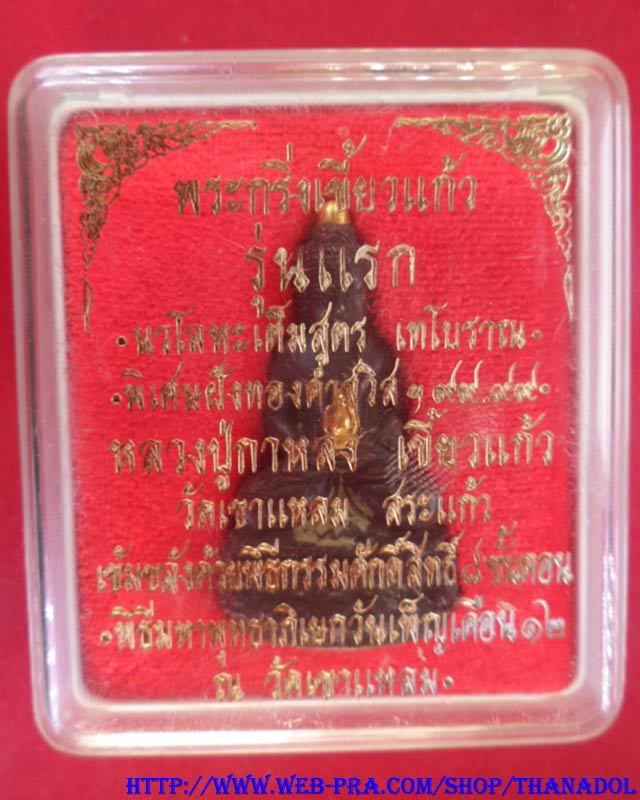 พระกริ่งเขี้ยวแก้ว
รุ่นแรก
•นวโลหะเต็มสูตร เทโบราณ•
•พิเศษฝังทองคำสวิส ๆ ๙๙.๙๙•
หลวงปู่กาหลง เขี้ยวแก้ว
วัดเขาแหลม สระแก้ว
เข้มขลังด้วยพิธีกรรมศักดิ์สิทธิ์ ๘ ขั้นตอน
•พิธีมหาพุทธาภิเษกวันเพ็ญเดือน ๑๒
ณ วัดเขาแหลม•
HTTP://WWW.WEB-PRA.COM/SHOP/THANADOL